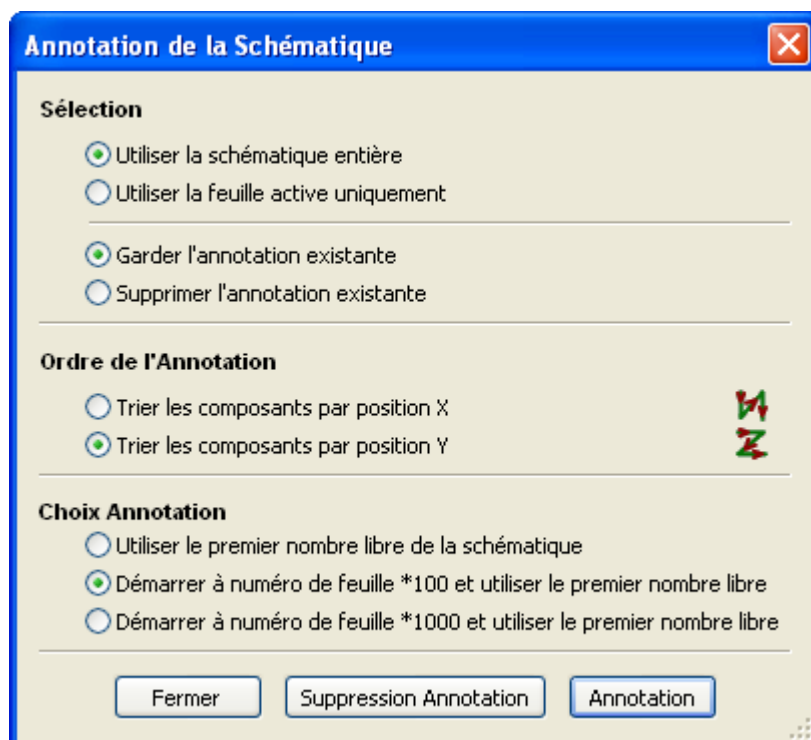 Annotation de la Schématique
Sélection
Utiliser la schématique entière
Utiliser la feuille active uniquement
Garder l'annotation existante
Supprimer l'annotation existante
Ordre de l'Annotation
Trier les composants par position X
Trier les composants par position Y
Choix Annotation
Utiliser le premier nombre libre de la schématique
Démarrer à numéro de feuille *100 et utiliser le premier nombre libre
Démarrer à numéro de feuille *1000 et utiliser le premier nombre libre
Fermer Suppression Annotation Annotation